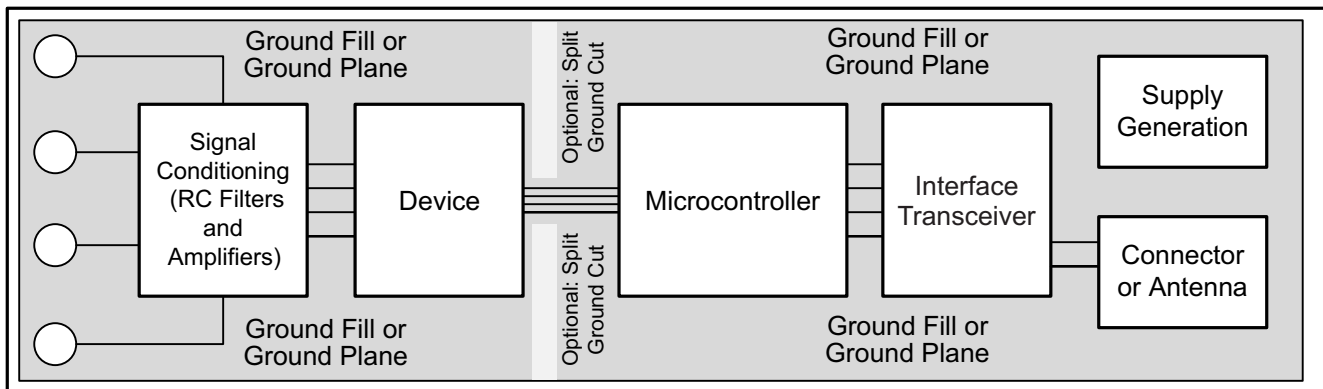 Ground Fill or
Ground Plane
Optional: Split
Ground Cut
Ground Fill or
Ground Plane
Supply
Generation
Signal
Conditioning
(RC Filters
and
Amplifiers)
Device
Microcontroller
Interface
Transceiver
Connector
or Antenna
Ground Fill or
Ground Plane
Optional: Split
Ground Cut
Ground Fill or
Ground Plane